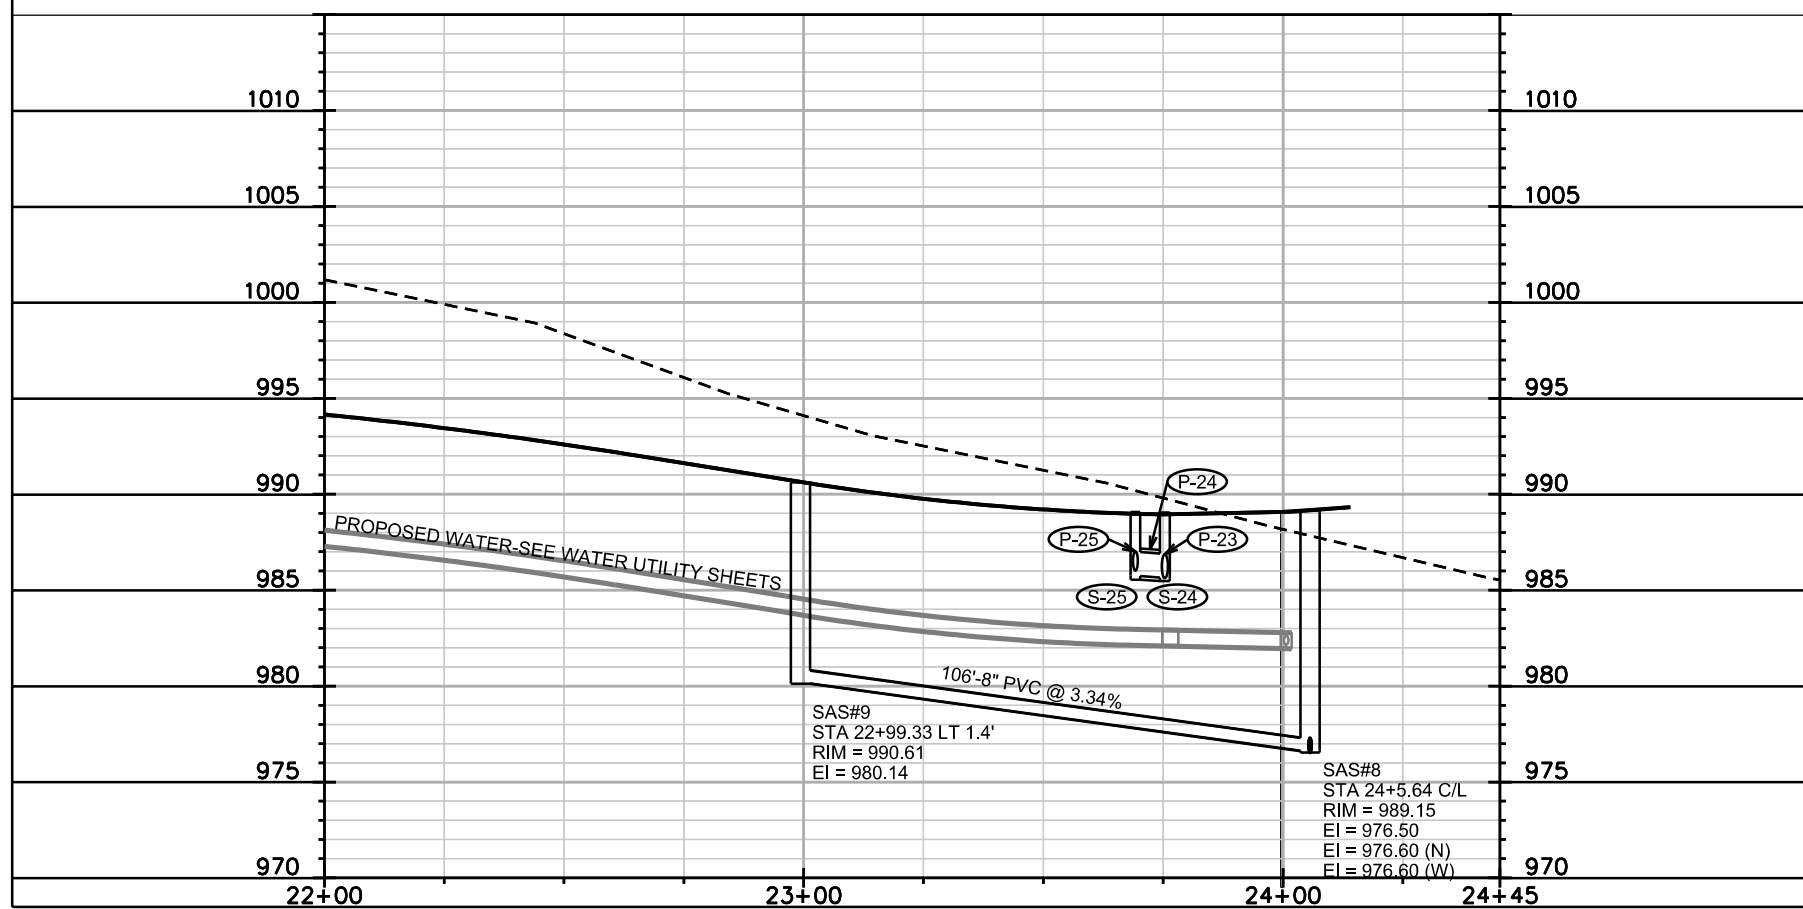 1010 1010
1005 1005
1000 1000
995 995
P-24
990 990
PROPOSED WATER-SEE WATER UTILITY SHEETS
P-25 P-23
985 985
S-25 S-24
980 980
106'-8" PVC @ 3.34%
SAS#9
STA 22+99.33 LT 1.4'
RIM = 990.61
EI = 980.14
975 975
SAS#8
STA 24+5.64 C/L
RIM = 989.15
EI = 976.50
EI = 976.60 (N)
EI = 976.60 (W)
970 970
22+00 23+00 24+00 24+45